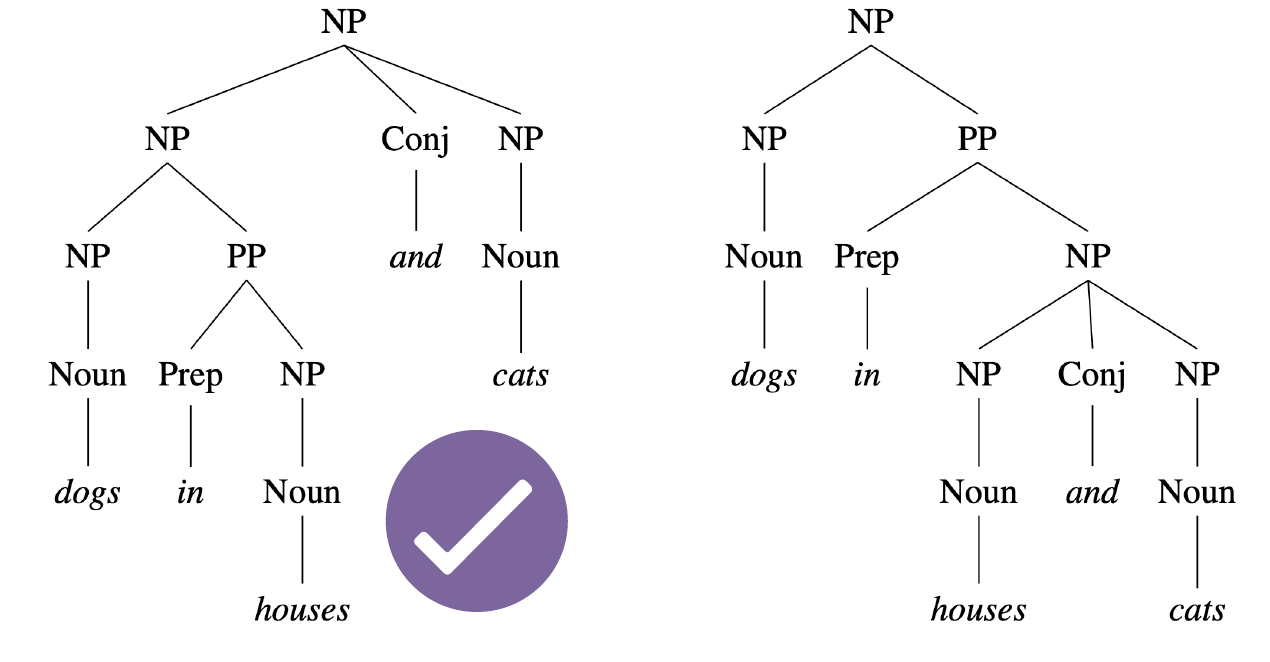 NP NP
NP Conj NP NP PP
NP PP and Noun Noun Prep NP
Noun Prep NP cats dogs in NP Conj NP
dogs in Noun Noun and Noun
houses houses cats